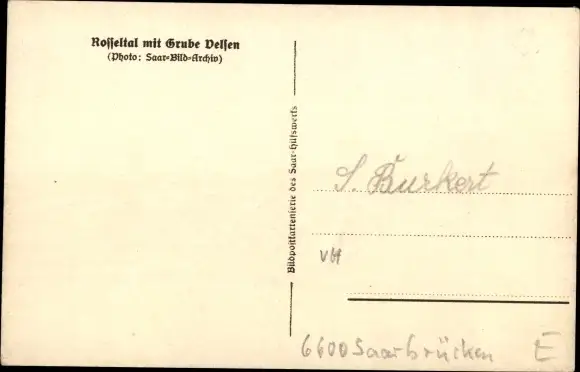 Rosseltal mit Grube Velsen
(Photo: Saar=Bild=Archiv)
Bildpostkartenserie des Saar-Hilfswerks
S. Burkert
VH
6600 Saarbrücken E